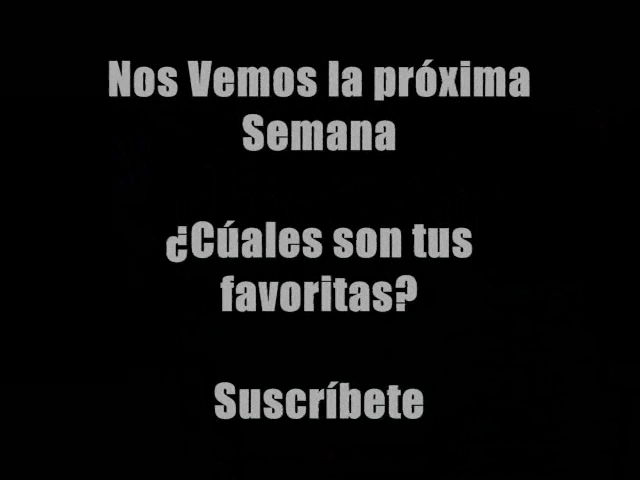 Nos Vemos la próxima
Semana
¿Cúales son tus
favoritas?
Suscríbete